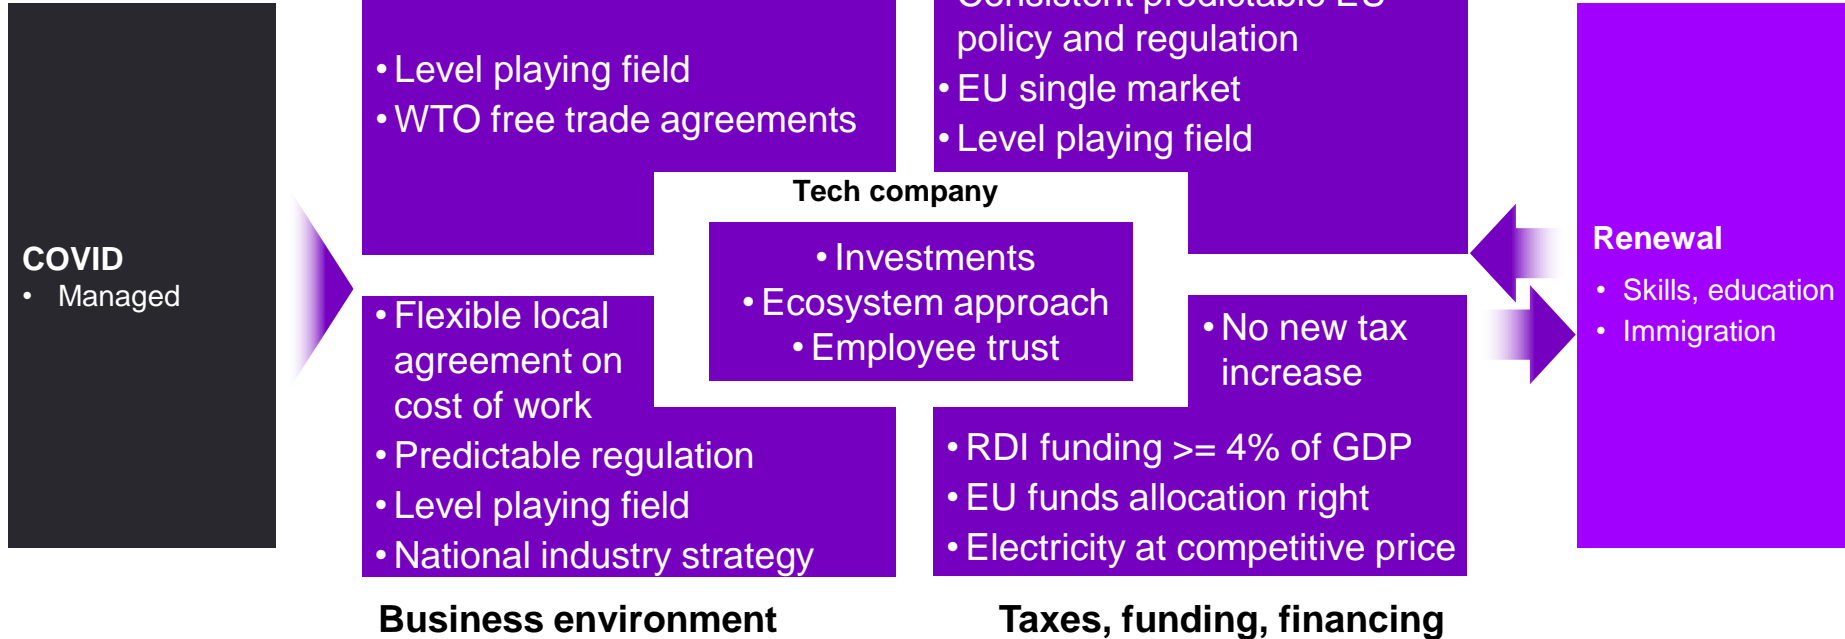 COVID
• Managed
• Level playing field
• WTO free trade agreements
Consistent predictable EU
policy and regulation
• EU single market
• Level playing field
Tech company
• Investments
• Ecosystem approach
• Employee trust
• Flexible local
agreement on
cost of work
• Predictable regulation
• Level playing field
• National industry strategy
• No new tax
increase
• RDI funding >= 4% of GDP
• EU funds allocation right
• Electricity at competitive price
Renewal
• Skills, education
• Immigration
Business environment
Taxes, funding, financing